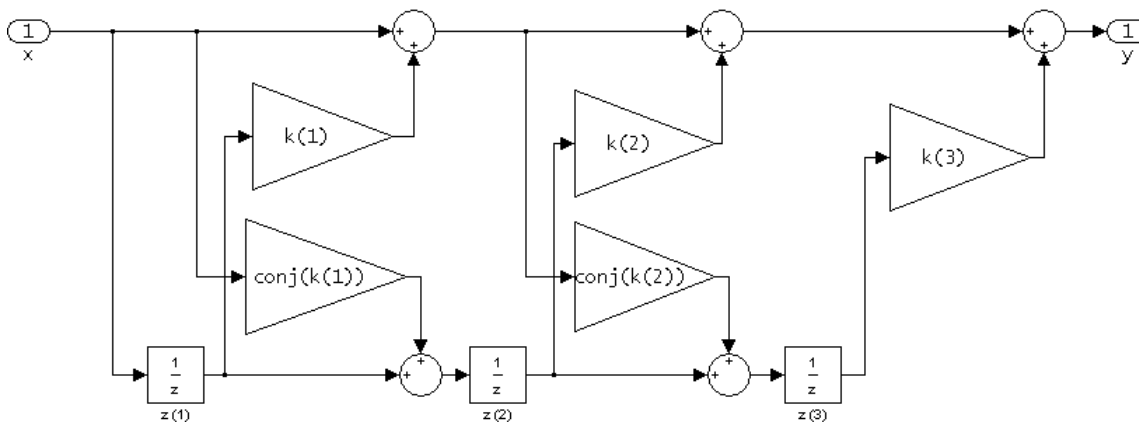 1
x
+
+
+
+
+
+
1
y
k(1)
k(2)
k(3)
conj(k(1))
conj(k(2))
+
+
+
+
1
z
z(1)
1
z
z(2)
1
z
z(3)